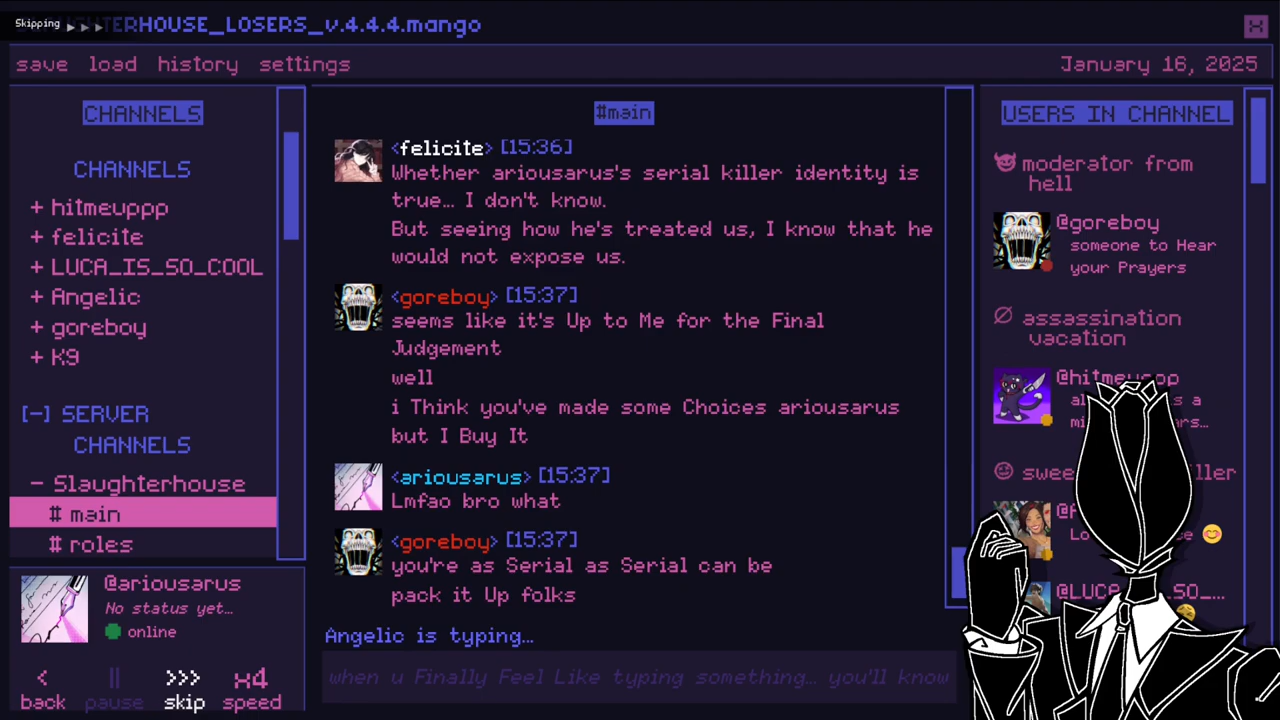 Skipping ▶ ▶ ▶
HTERHOUSE_LOSERS_v.4.4.4.mango
X
save load history settings
January 16, 2025
CHANNELS
CHANNELS
+ hitmeuppp
+ felicite
+ LUCA_IS_SO_COOL
+ Angelic
+ goreboy
+ K9
[-] SERVER
CHANNELS
- Slaughterhouse
# main
# roles
@ariousarus
No status yet…
online
< >>> x4
back pause skip speed
#main
<felicite> [15:36]
Whether ariousarus's serial killer identity is
true… I don't know.
But seeing how he's treated us, I know that he
would not expose us.
<goreboy> [15:37]
seems like it's Up to Me for the Final
Judgement
well
i Think you've made some Choices ariousarus
but I Buy It
<ariousarus> [15:37]
Lmfao bro what
<goreboy> [15:37]
you're as Serial as Serial can be
pack it Up folks
Angelic is typing…
when u Finally Feel Like typing something… you'll know
USERS IN CHANNEL
moderator from
hell
@goreboy
someone to Hear
your Prayers
assassination
vacation
@hitmeuppp
@LUCA_IS_SO_…